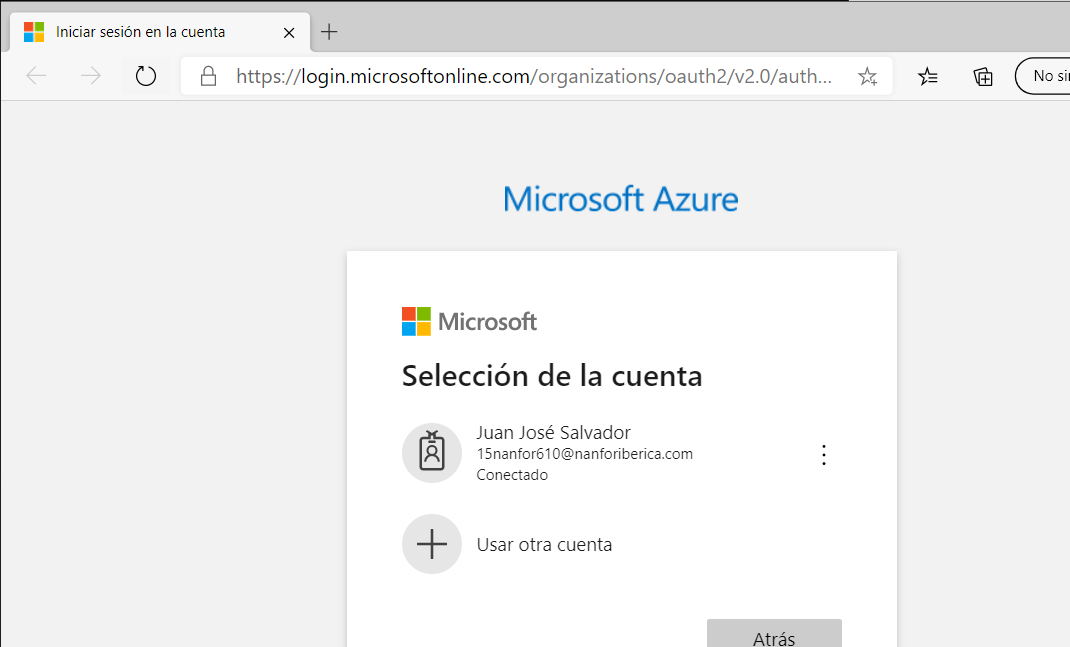 Iniciar sesión en la cuenta
https://login.microsoftonline.com/organizations/oauth2/v2.0/auth...
No si
Microsoft Azure
Microsoft
Selección de la cuenta
Juan José Salvador
15nanfor610@nanforiberica.com
Conectado
Usar otra cuenta
Atrás